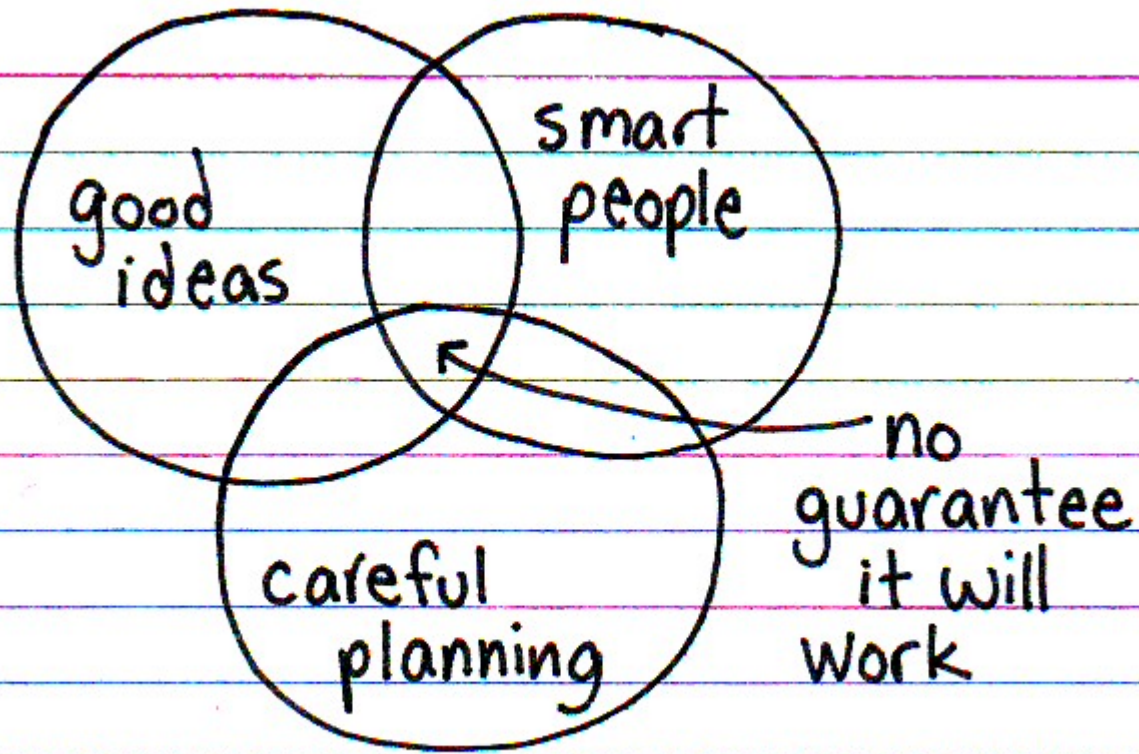 good
ideas
smart
people
careful
planning
no
guarantee
it will
work